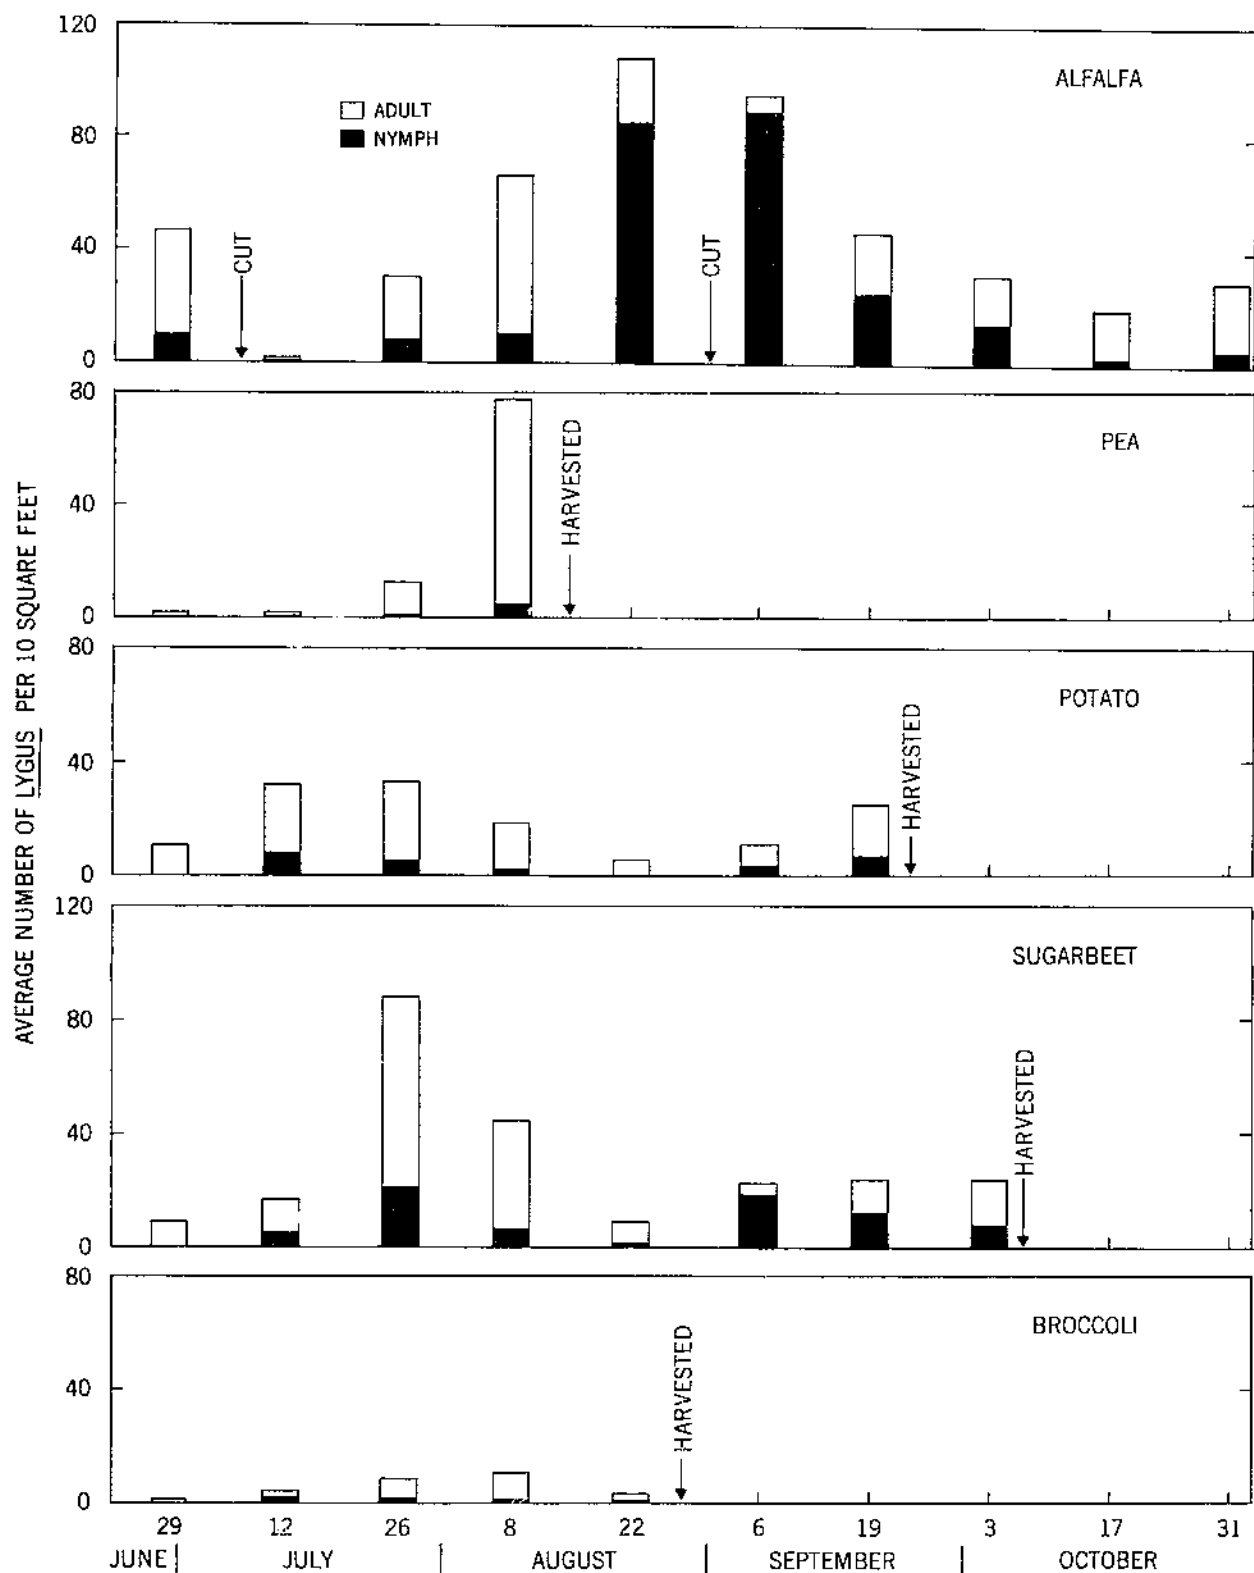 AVERAGE NUMBER OF LYGUS PER 10 SQUARE FEET
120
80
40
0
ADULT
NYMPH
ALFALFA
CUT
CUT
80
40
0
PEA
HARVESTED
80
40
0
POTATO
HARVESTED
120
80
40
0
SUGARBEET
HARVESTED
80
40
0
BROCCOLI
HARVESTED
29 12 26 8 22 6 19 3 17 31
JUNE JULY AUGUST SEPTEMBER OCTOBER